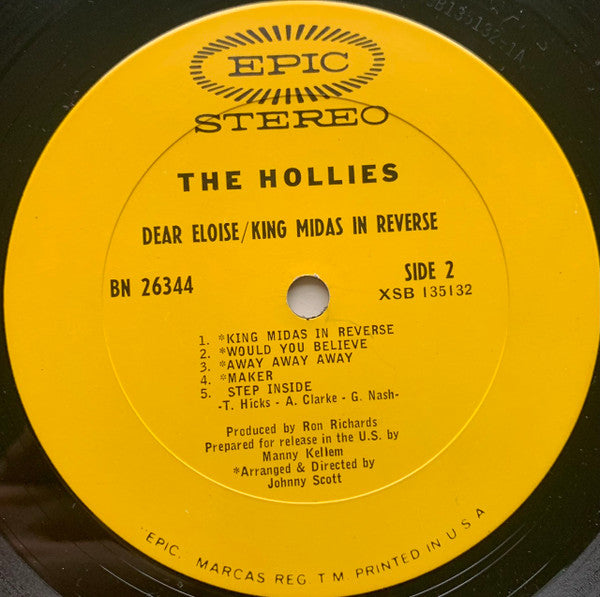 EPIC
STEREO
THE HOLLIES
DEAR ELOISE/KING MIDAS IN REVERSE
BN 26344
SIDE 2
XSB 135132
1. *KING MIDAS IN REVERSE
2. *WOULD YOU BELIEVE
3. *AWAY AWAY AWAY
4. *MAKER
5. STEP INSIDE
-T. Hicks - A. Clarke - G. Nash-
Produced by Ron Richards
Prepared for release in the U.S. by
Manny Kellem
*Arranged & Directed by
Johnny Scott
"EPIC. MARCAS REG. T M. PRINTED IN U S A